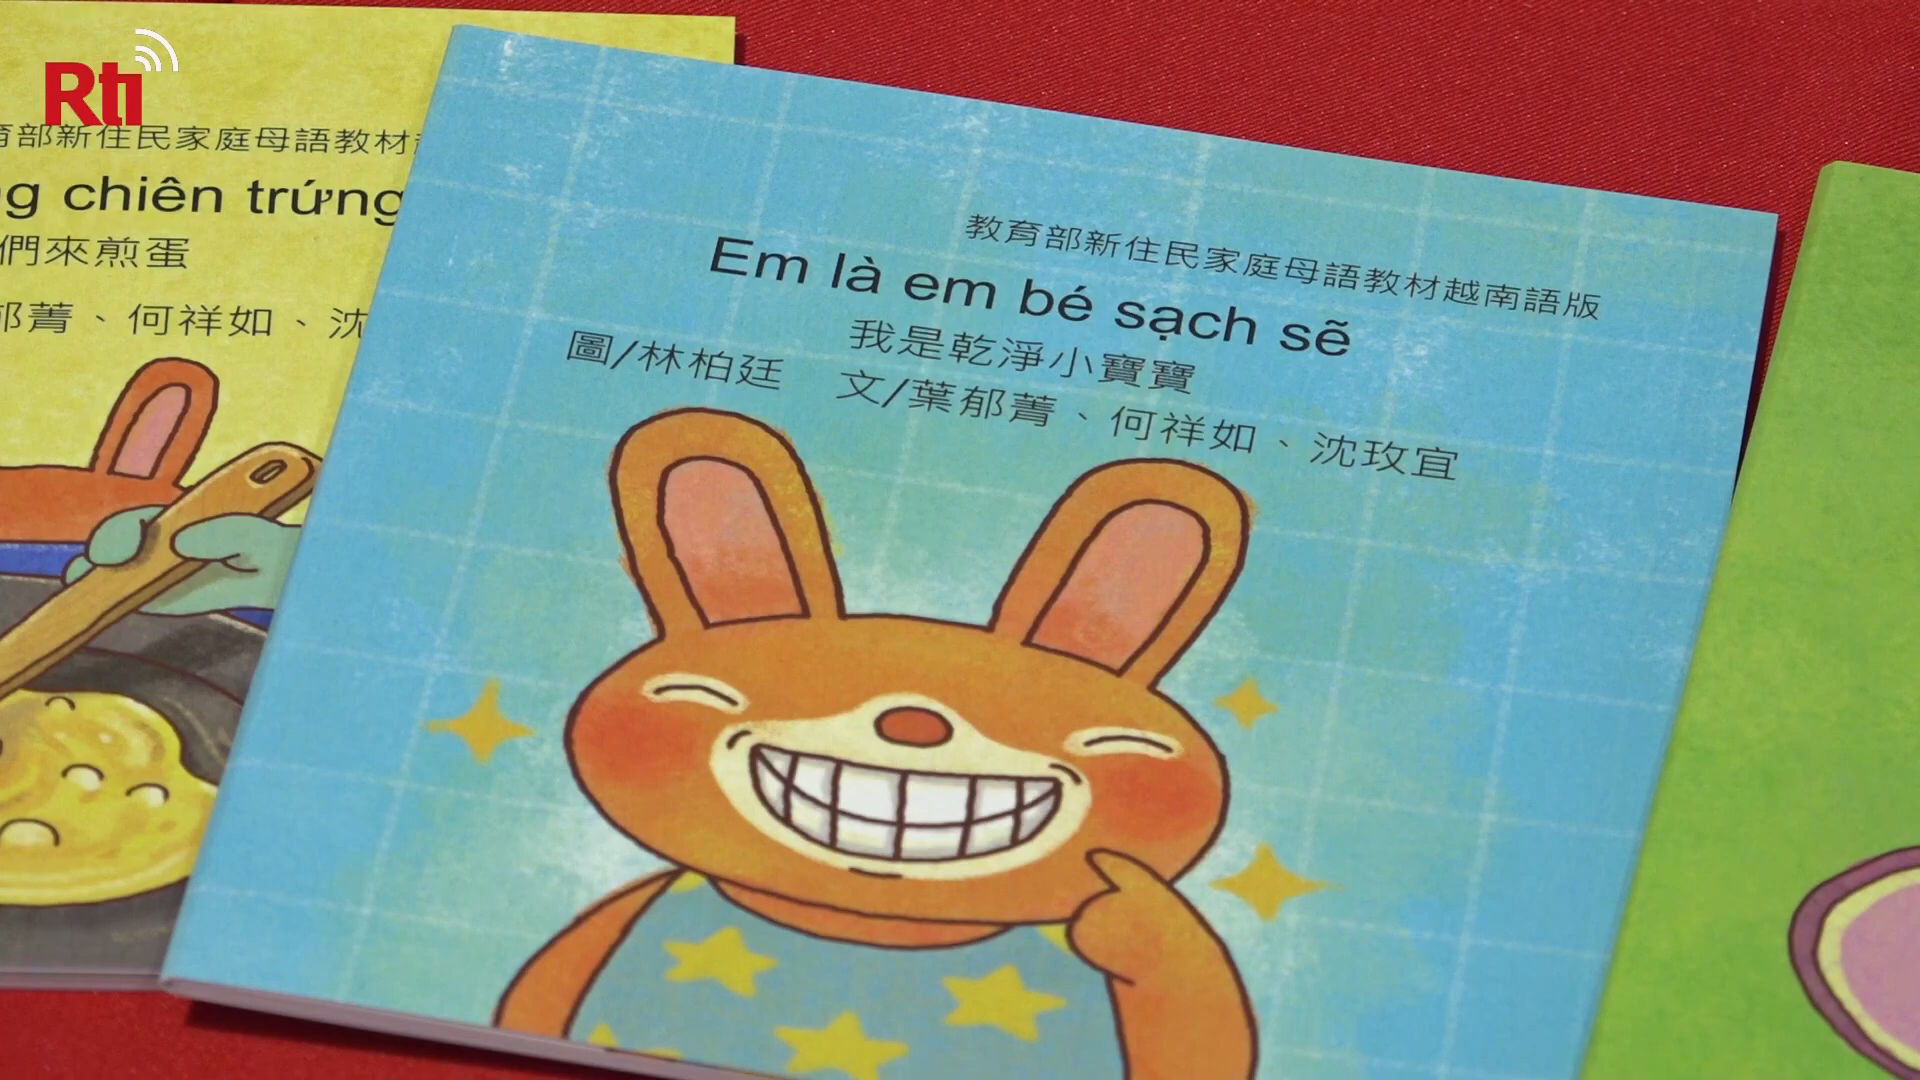 Rti
育部新住民家庭母語教材
chiên trứng
們來煎蛋
郁菁、何祥如、沈
教育部新住民家庭母語教材越南語版
Em là em bé sạch sẽ
我是乾淨小寶寶
圖/林柏廷 文/葉郁菁、何祥如、沈玫宜